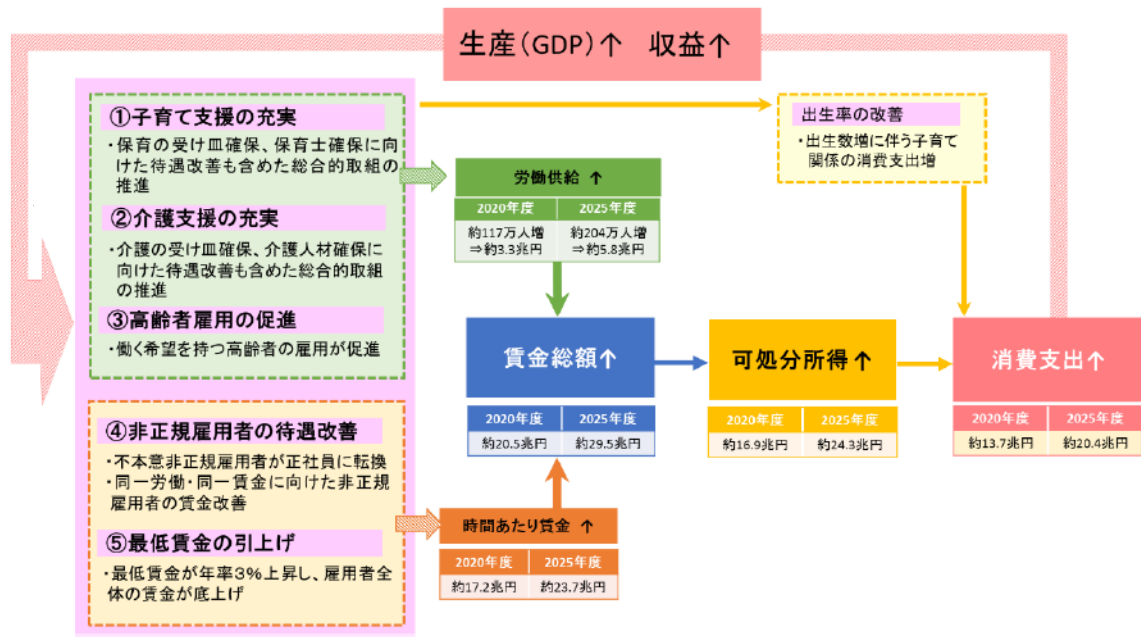 生産(GDP)↑ 収益↑
①子育て支援の充実
・保育の受け皿確保、保育士確保に向
けた待遇改善も含めた総合的取組の
推進
②介護支援の充実
・介護の受け皿確保、介護人材確保に
向けた待遇改善も含めた総合的取組
の推進
③高齢者雇用の促進
・働く希望を持つ高齢者の雇用が促進
④非正規雇用者の待遇改善
・不本意非正規雇用者が正社員に転換
・同一労働・同一賃金に向けた非正規
雇用者の賃金改善
⑤最低賃金の引上げ
・最低賃金が年率3%上昇し、雇用者全
体の賃金が底上げ
労働供給 ↑
2020年度 2025年度
約117万人増 約204万人増
⇒約3.3兆円 ⇒約5.8兆円
出生率の改善
・出生数増に伴う子育て
関係の消費支出増
賃金総額↑
2020年度 2025年度
約20.5兆円 約29.5兆円
可処分所得↑
2020年度 2025年度
約16.9兆円 約24.3兆円
消費支出↑
2020年度 2025年度
約13.7兆円 約20.4兆円
時間あたり賃金 ↑
2020年度 2025年度
約17.2兆円 約23.7兆円